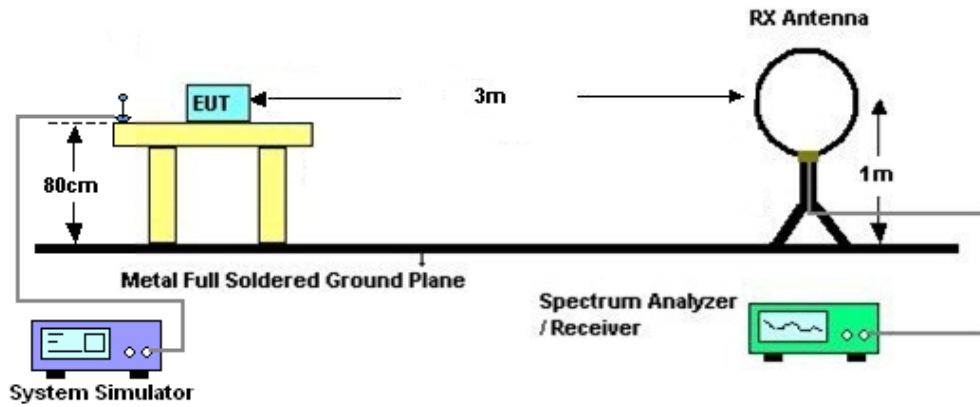 RX Antenna
EUT
3m
80cm
1m
Metal Full Soldered Ground Plane
Spectrum Analyzer
/ Receiver
System Simulator